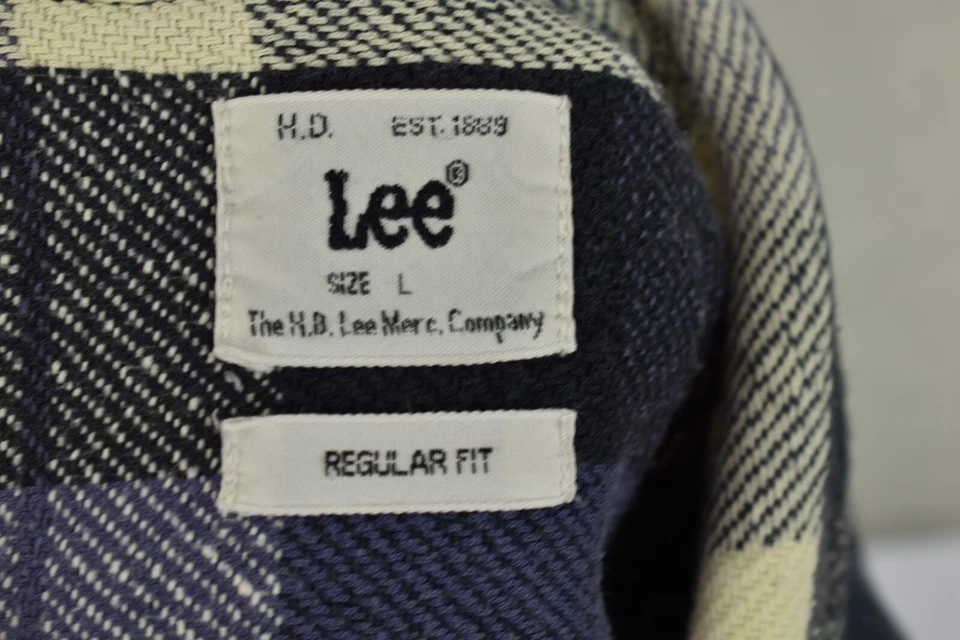 H.D. EST. 1889
Lee®
SIZE L
The H.D. Lee Merc. Company
REGULAR FIT